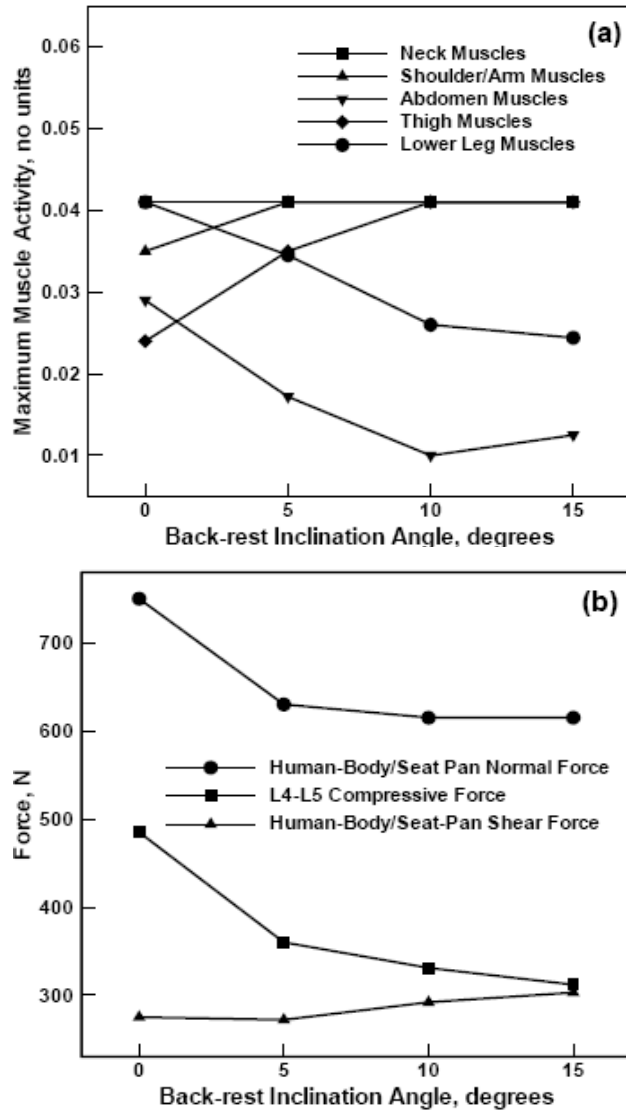 (a)
Neck Muscles
Shoulder/Arm Muscles
Abdomen Muscles
Thigh Muscles
Lower Leg Muscles
Maximum Muscle Activity, no units
0.06
0.05
0.04
0.03
0.02
0.01
0 5 10 15
Back-rest Inclination Angle, degrees
(b)
Human-Body/Seat Pan Normal Force
L4-L5 Compressive Force
Human-Body/Seat-Pan Shear Force
Force, N
700
600
500
400
300
0 5 10 15
Back-rest Inclination Angle, degrees